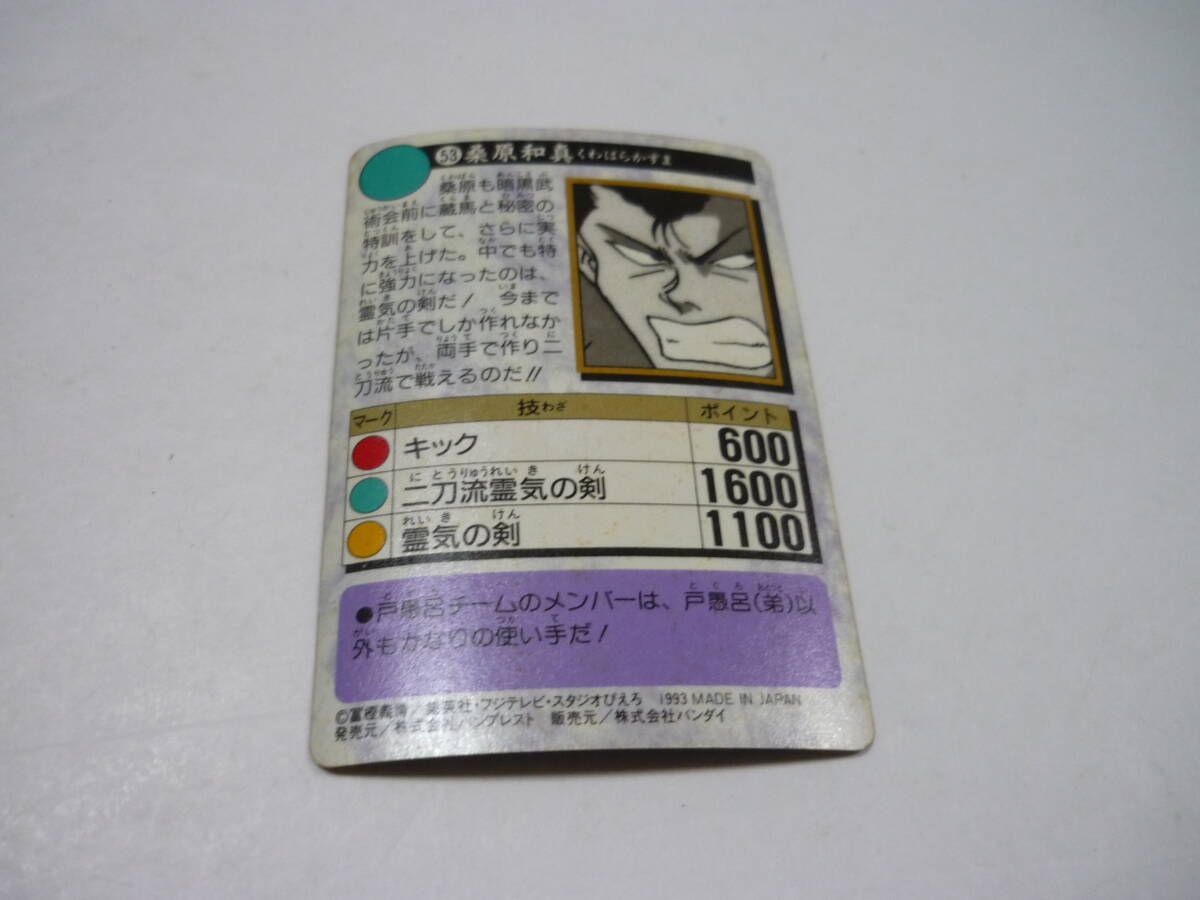 53 桑原和真 くわばらかずま
桑原も暗黒武
術会前に蔵馬と秘密の
特訓をして、さらに実
力を上げた。中でも特
に強力になったのは、
霊気の剣だ! 今まで
は片手でしか作れなか
ったが、両手で作り二
刀流で戦えるのだ!!
マーク 技わざ ポイント
キック 600
二刀流霊気の剣 1600
霊気の剣 1100
●戸愚呂チームのメンバーは、戸愚呂(弟)以
外もかなりの使い手だ!
©冨樫義博/集英社・フジテレビ・スタジオぴえろ 1993 MADE IN JAPAN
発売元/株式会社バンプレスト 販売元/株式会社バンダイ